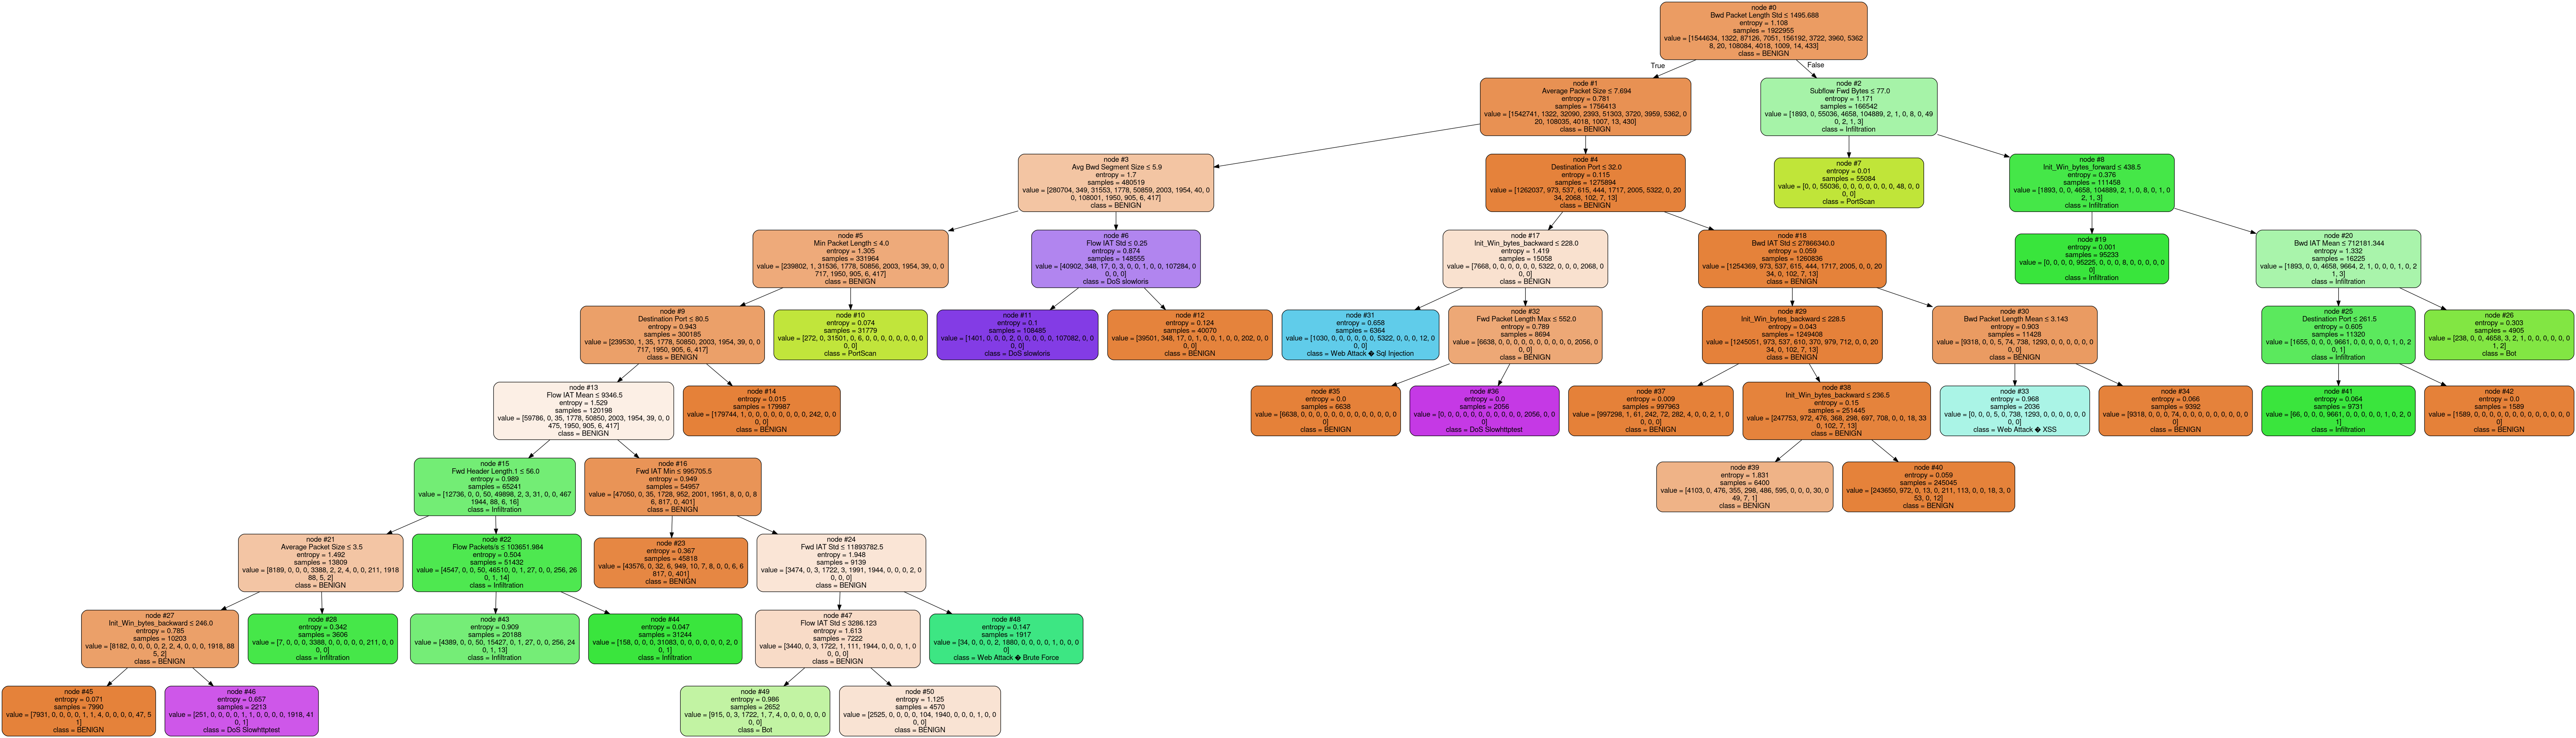 node #0
Bwd Packet Length Std ≤ 1495.688
entropy = 1.108
samples = 1922955
value = [1544634, 1322, 87126, 7051, 156192, 3722, 3960, 5362
8, 20, 108084, 4018, 1009, 14, 433]
class = BENIGN
True
False
node #1
Average Packet Size ≤ 7.694
entropy = 0.781
samples = 1756413
value = [1542741, 1322, 32090, 2393, 51303, 3720, 3959, 5362, 0
20, 108035, 4018, 1007, 13, 430]
class = BENIGN
node #2
Subflow Fwd Bytes ≤ 77.0
entropy = 1.171
samples = 166542
value = [1893, 0, 55036, 4658, 104889, 2, 1, 0, 8, 0, 49
0, 2, 1, 3]
class = Infiltration
node #3
Avg Bwd Segment Size ≤ 5.9
entropy = 1.7
samples = 480519
value = [280704, 349, 31553, 1778, 50859, 2003, 1954, 40, 0
0, 108001, 1950, 905, 6, 417]
class = BENIGN
node #4
Destination Port ≤ 32.0
entropy = 0.115
samples = 1275894
value = [1262037, 973, 537, 615, 444, 1717, 2005, 5322, 0, 20
34, 2068, 102, 7, 13]
class = BENIGN
node #7
entropy = 0.01
samples = 55084
value = [0, 0, 55036, 0, 0, 0, 0, 0, 0, 0, 48, 0, 0
0, 0]
class = PortScan
node #8
Init_Win_bytes_forward ≤ 438.5
entropy = 0.376
samples = 111458
value = [1893, 0, 0, 4658, 104889, 2, 1, 0, 8, 0, 1, 0
2, 1, 3]
class = Infiltration
node #5
Min Packet Length ≤ 4.0
entropy = 1.305
samples = 331964
value = [239802, 1, 31536, 1778, 50856, 2003, 1954, 39, 0, 0
717, 1950, 905, 6, 417]
class = BENIGN
node #6
Flow IAT Std ≤ 0.25
entropy = 0.874
samples = 148555
value = [40902, 348, 17, 0, 3, 0, 0, 1, 0, 0, 107284, 0
0, 0, 0]
class = DoS slowloris
node #17
Init_Win_bytes_backward ≤ 228.0
entropy = 1.419
samples = 15058
value = [7668, 0, 0, 0, 0, 0, 0, 5322, 0, 0, 0, 2068, 0
0, 0]
class = BENIGN
node #18
Bwd IAT Std ≤ 27866340.0
entropy = 0.059
samples = 1260836
value = [1254369, 973, 537, 615, 444, 1717, 2005, 0, 0, 20
34, 0, 102, 7, 13]
class = BENIGN
node #19
entropy = 0.001
samples = 95233
value = [0, 0, 0, 0, 95225, 0, 0, 0, 8, 0, 0, 0, 0, 0
0]
class = Infiltration
node #20
Bwd IAT Mean ≤ 712181.344
entropy = 1.332
samples = 16225
value = [1893, 0, 0, 4658, 9664, 2, 1, 0, 0, 0, 1, 0, 2
1, 3]
class = Infiltration
node #9
Destination Port ≤ 80.5
entropy = 0.943
samples = 300185
value = [239530, 1, 35, 1778, 50850, 2003, 1954, 39, 0, 0
717, 1950, 905, 6, 417]
class = BENIGN
node #10
entropy = 0.074
samples = 31779
value = [272, 0, 31501, 0, 6, 0, 0, 0, 0, 0, 0, 0, 0
0, 0]
class = PortScan
node #11
entropy = 0.1
samples = 108485
value = [1401, 0, 0, 0, 2, 0, 0, 0, 0, 0, 107082, 0, 0
0, 0]
class = DoS slowloris
node #12
entropy = 0.124
samples = 40070
value = [39501, 348, 17, 0, 1, 0, 0, 1, 0, 0, 202, 0, 0
0, 0]
class = BENIGN
node #31
entropy = 0.658
samples = 6364
value = [1030, 0, 0, 0, 0, 0, 0, 5322, 0, 0, 0, 12, 0
0, 0]
class = Web Attack � Sql Injection
node #32
Fwd Packet Length Max ≤ 552.0
entropy = 0.789
samples = 8694
value = [6638, 0, 0, 0, 0, 0, 0, 0, 0, 0, 0, 2056, 0
0, 0]
class = BENIGN
node #29
Init_Win_bytes_backward ≤ 228.5
entropy = 0.043
samples = 1249408
value = [1245051, 973, 537, 610, 370, 979, 712, 0, 0, 20
34, 0, 102, 7, 13]
class = BENIGN
node #30
Bwd Packet Length Mean ≤ 3.143
entropy = 0.903
samples = 11428
value = [9318, 0, 0, 5, 74, 738, 1293, 0, 0, 0, 0, 0, 0
0, 0]
class = BENIGN
node #25
Destination Port ≤ 261.5
entropy = 0.605
samples = 11320
value = [1655, 0, 0, 0, 9661, 0, 0, 0, 0, 0, 1, 0, 2
0, 1]
class = Infiltration
node #26
entropy = 0.303
samples = 4905
value = [238, 0, 0, 4658, 3, 2, 1, 0, 0, 0, 0, 0, 0
1, 2]
class = Bot
node #13
Flow IAT Mean ≤ 9346.5
entropy = 1.529
samples = 120198
value = [59786, 0, 35, 1778, 50850, 2003, 1954, 39, 0, 0
475, 1950, 905, 6, 417]
class = BENIGN
node #14
entropy = 0.015
samples = 179987
value = [179744, 1, 0, 0, 0, 0, 0, 0, 0, 0, 242, 0, 0
0, 0]
class = BENIGN
node #35
entropy = 0.0
samples = 6638
value = [6638, 0, 0, 0, 0, 0, 0, 0, 0, 0, 0, 0, 0, 0
0]
class = BENIGN
node #36
entropy = 0.0
samples = 2056
value = [0, 0, 0, 0, 0, 0, 0, 0, 0, 0, 0, 2056, 0, 0
0]
class = DoS Slowhttptest
node #37
entropy = 0.009
samples = 997963
value = [997298, 1, 61, 242, 72, 282, 4, 0, 0, 2, 1, 0
0, 0, 0]
class = BENIGN
node #38
Init_Win_bytes_backward ≤ 236.5
entropy = 0.15
samples = 251445
value = [247753, 972, 476, 368, 298, 697, 708, 0, 0, 18, 33
0, 102, 7, 13]
class = BENIGN
node #33
entropy = 0.968
samples = 2036
value = [0, 0, 0, 5, 0, 738, 1293, 0, 0, 0, 0, 0, 0
0, 0]
class = Web Attack � XSS
node #34
entropy = 0.066
samples = 9392
value = [9318, 0, 0, 0, 74, 0, 0, 0, 0, 0, 0, 0, 0, 0
0]
class = BENIGN
node #41
entropy = 0.064
samples = 9731
value = [66, 0, 0, 0, 9661, 0, 0, 0, 0, 0, 1, 0, 2, 0
1]
class = Infiltration
node #42
entropy = 0.0
samples = 1589
value = [1589, 0, 0, 0, 0, 0, 0, 0, 0, 0, 0, 0, 0, 0
0]
class = BENIGN
node #15
Fwd Header Length.1 ≤ 56.0
entropy = 0.989
samples = 65241
value = [12736, 0, 0, 50, 49898, 2, 3, 31, 0, 0, 467
1944, 88, 6, 16]
class = Infiltration
node #16
Fwd IAT Min ≤ 995705.5
entropy = 0.949
samples = 54957
value = [47050, 0, 35, 1728, 952, 2001, 1951, 8, 0, 0, 8
6, 817, 0, 401]
class = BENIGN
node #39
entropy = 1.831
samples = 6400
value = [4103, 0, 476, 355, 298, 486, 595, 0, 0, 0, 30, 0
49, 7, 1]
class = BENIGN
node #40
entropy = 0.059
samples = 245045
value = [243650, 972, 0, 13, 0, 211, 113, 0, 0, 18, 3, 0
53, 0, 12]
class = BENIGN
node #21
Average Packet Size ≤ 3.5
entropy = 1.492
samples = 13809
value = [8189, 0, 0, 0, 3388, 2, 2, 4, 0, 0, 211, 1918
88, 5, 2]
class = BENIGN
node #22
Flow Packets/s ≤ 103651.984
entropy = 0.504
samples = 51432
value = [4547, 0, 0, 50, 46510, 0, 1, 27, 0, 0, 256, 26
0, 1, 14]
class = Infiltration
node #23
entropy = 0.367
samples = 45818
value = [43576, 0, 32, 6, 949, 10, 7, 8, 0, 0, 6, 6
817, 0, 401]
class = BENIGN
node #24
Fwd IAT Std ≤ 11893782.5
entropy = 1.948
samples = 9139
value = [3474, 0, 3, 1722, 3, 1991, 1944, 0, 0, 0, 2, 0
0, 0, 0]
class = BENIGN
node #27
Init_Win_bytes_backward ≤ 246.0
entropy = 0.785
samples = 10203
value = [8182, 0, 0, 0, 0, 2, 2, 4, 0, 0, 0, 1918, 88
5, 2]
class = BENIGN
node #28
entropy = 0.342
samples = 3606
value = [7, 0, 0, 0, 3388, 0, 0, 0, 0, 0, 211, 0, 0
0, 0]
class = Infiltration
node #43
entropy = 0.909
samples = 20188
value = [4389, 0, 0, 50, 15427, 0, 1, 27, 0, 0, 256, 24
0, 1, 13]
class = Infiltration
node #44
entropy = 0.047
samples = 31244
value = [158, 0, 0, 0, 31083, 0, 0, 0, 0, 0, 0, 2, 0
0, 1]
class = Infiltration
node #47
Flow IAT Std ≤ 3286.123
entropy = 1.613
samples = 7222
value = [3440, 0, 3, 1722, 1, 111, 1944, 0, 0, 0, 1, 0
0, 0, 0]
class = BENIGN
node #48
entropy = 0.147
samples = 1917
value = [34, 0, 0, 0, 2, 1880, 0, 0, 0, 0, 1, 0, 0, 0
0]
class = Web Attack � Brute Force
node #45
entropy = 0.071
samples = 7990
value = [7931, 0, 0, 0, 0, 1, 1, 4, 0, 0, 0, 0, 47, 5
1]
class = BENIGN
node #46
entropy = 0.657
samples = 2213
value = [251, 0, 0, 0, 0, 1, 1, 0, 0, 0, 0, 1918, 41
0, 1]
class = DoS Slowhttptest
node #49
entropy = 0.986
samples = 2652
value = [915, 0, 3, 1722, 1, 7, 4, 0, 0, 0, 0, 0, 0
0, 0]
class = Bot
node #50
entropy = 1.125
samples = 4570
value = [2525, 0, 0, 0, 0, 104, 1940, 0, 0, 0, 1, 0, 0
0, 0]
class = BENIGN